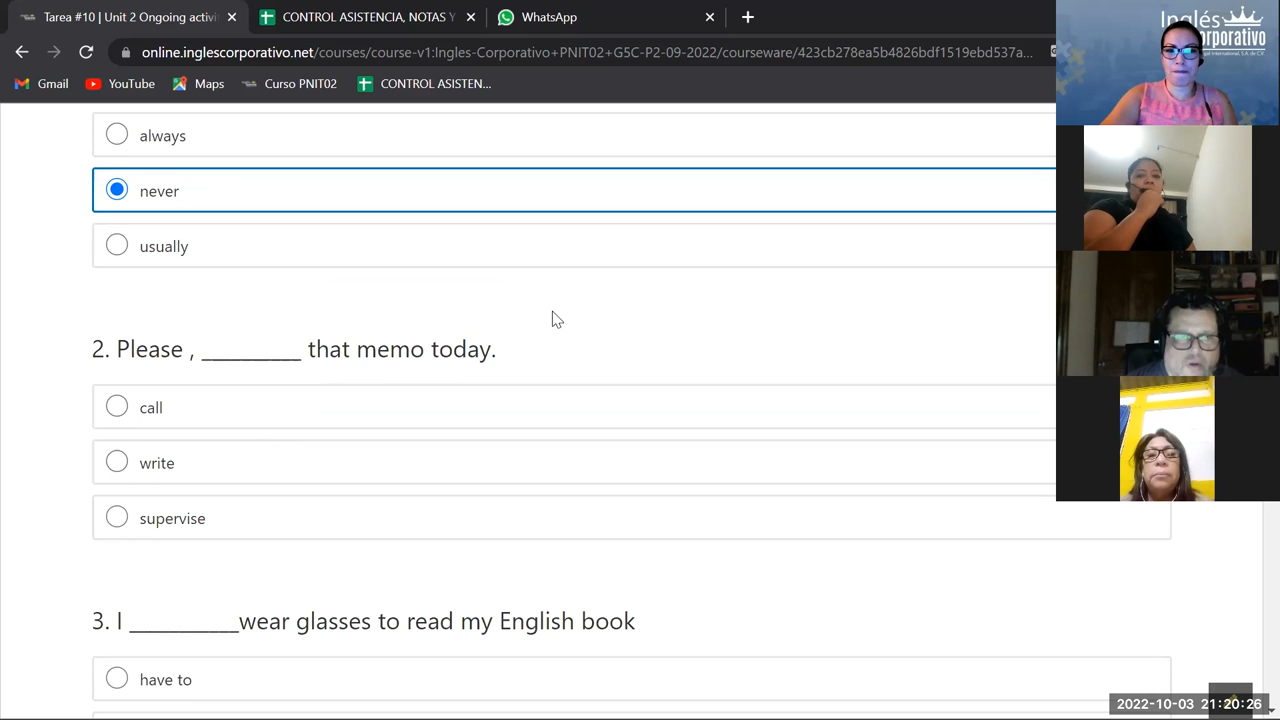 Tarea #10 | Unit 2 Ongoing activi
CONTROL ASISTENCIA, NOTAS Y
WhatsApp
online.inglescorporativo.net/courses/course-v1:Ingles-Corporativo+PNIT02+G5C-P2-09-2022/courseware/423cb28ea5b
Gmail
YouTube
Maps
Curso PNIT02
CONTROL ASISTEN...
Inglés
Corporativo
always
never
usually
2. Please , __________ that memo today.
call
write
supervise
3. I ___________wear glasses to read my English book
have to
2022-10-03 21:20:26